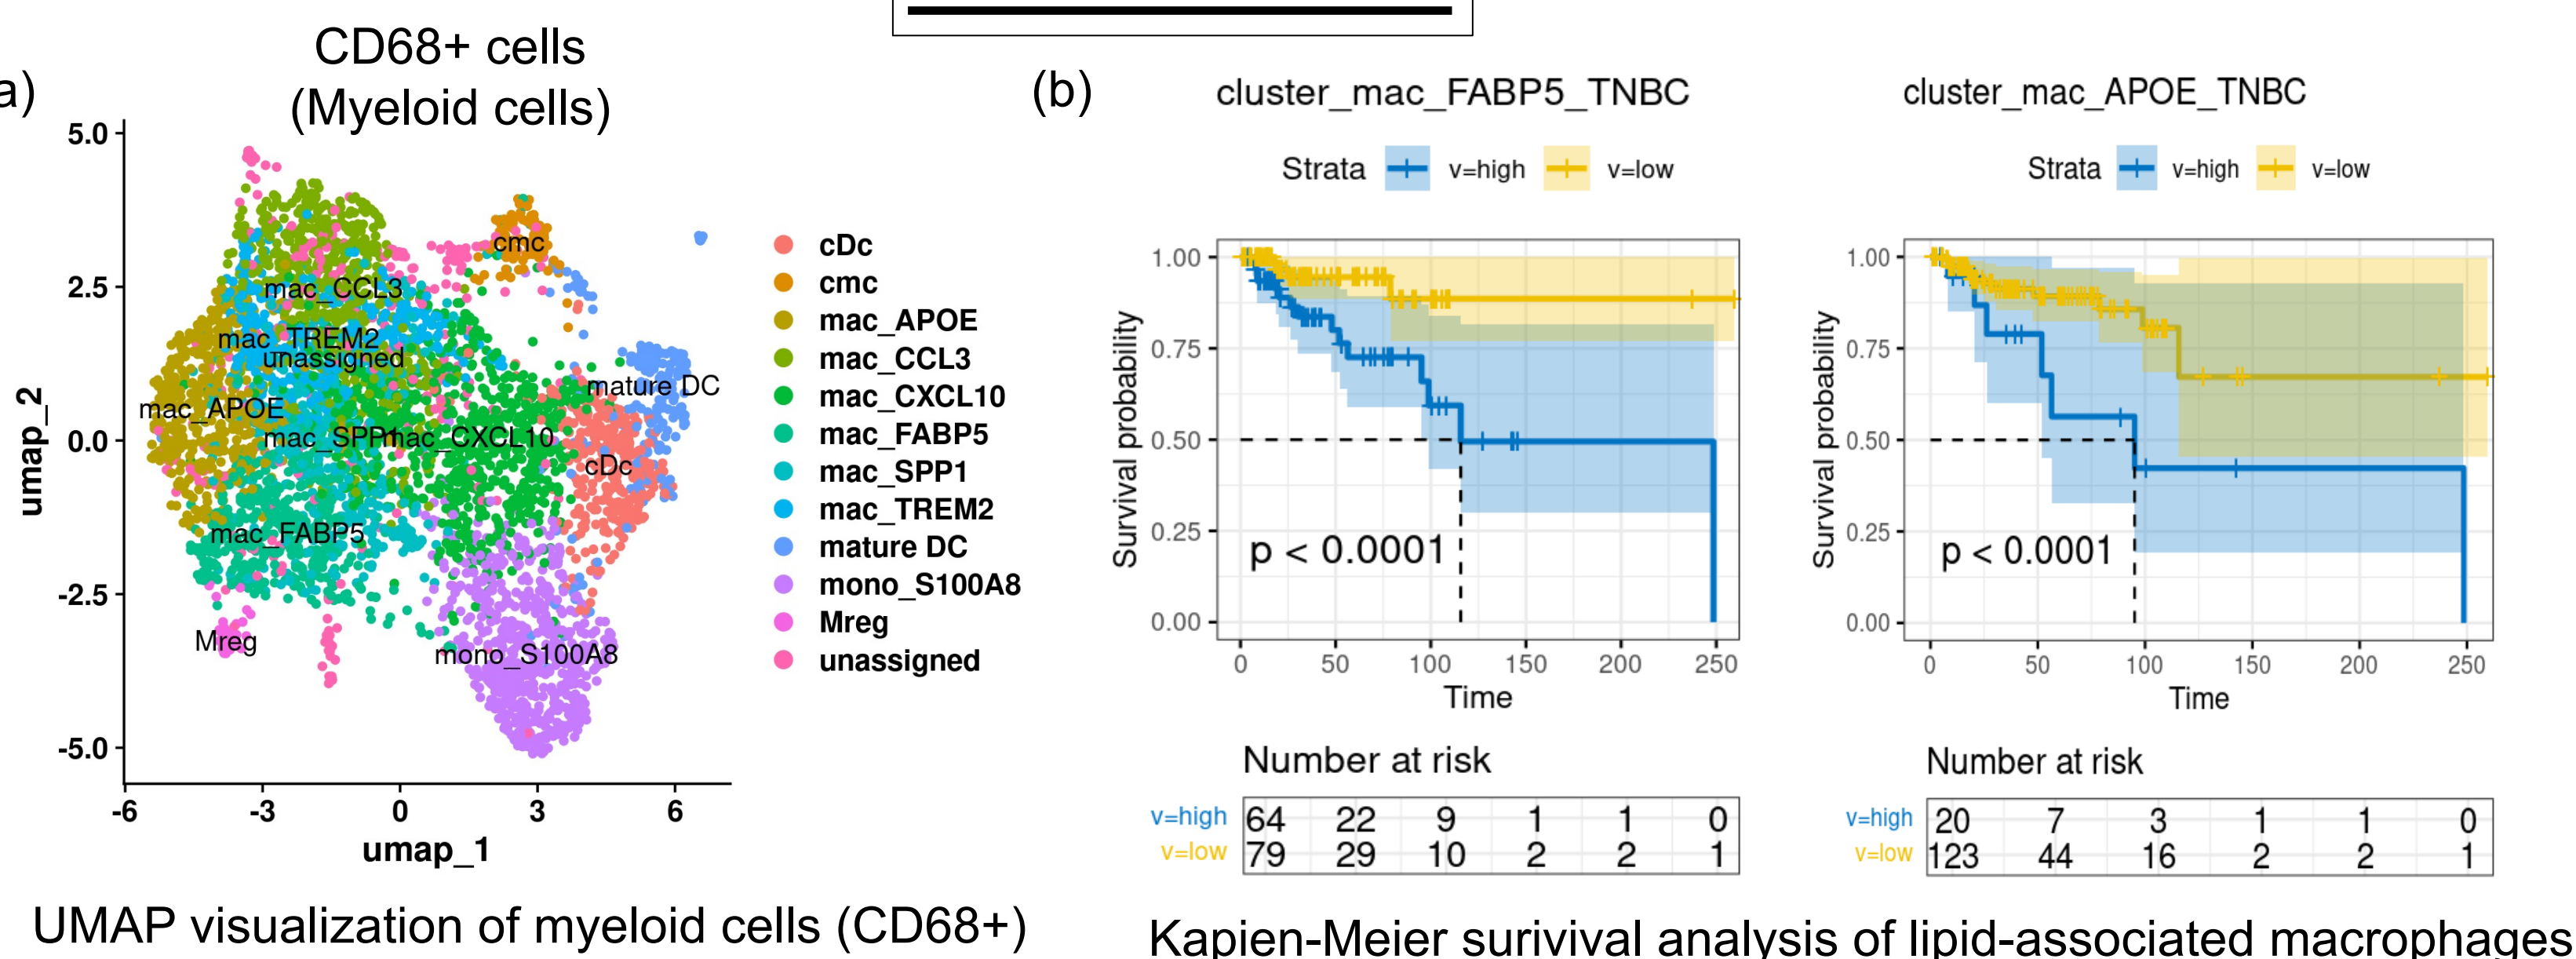 CD68+ cells
(Myeloid cells)
a)
5.0
2.5
0.0
-2.5
-5.0
umap_2
-6
-3
0
3
6
umap_1
cmc
mac_CCL3
mac_TREM2
unassigned
mature DC
mac_APOE
mac_SPP1
mac_CXCL10
cDc
mac_FABP5
Mreg
mono_S100A8
cDc
cmc
mac_APOE
mac_CCL3
mac_CXCL10
mac_FABP5
mac_SPP1
mac_TREM2
mature DC
mono_S100A8
Mreg
unassigned
UMAP visualization of myeloid cells (CD68+)
(b)
cluster_mac_FABP5_TNBC
Strata v=high v=low
Survival probability
1.00
0.75
0.50
0.25
0.00
p < 0.0001
0 50 100 150 200 250
Time
Number at risk
v=high 64 22 9 1 1 0
v=low 79 29 10 2 2 1
cluster_mac_APOE_TNBC
Strata v=high v=low
Survival probability
1.00
0.75
0.50
0.25
0.00
p < 0.0001
0 50 100 150 200 250
Time
Number at risk
v=high 20 7 3 1 1 0
v=low 123 44 16 2 2 1
Kapien-Meier surivival analysis of lipid-associated macrophages